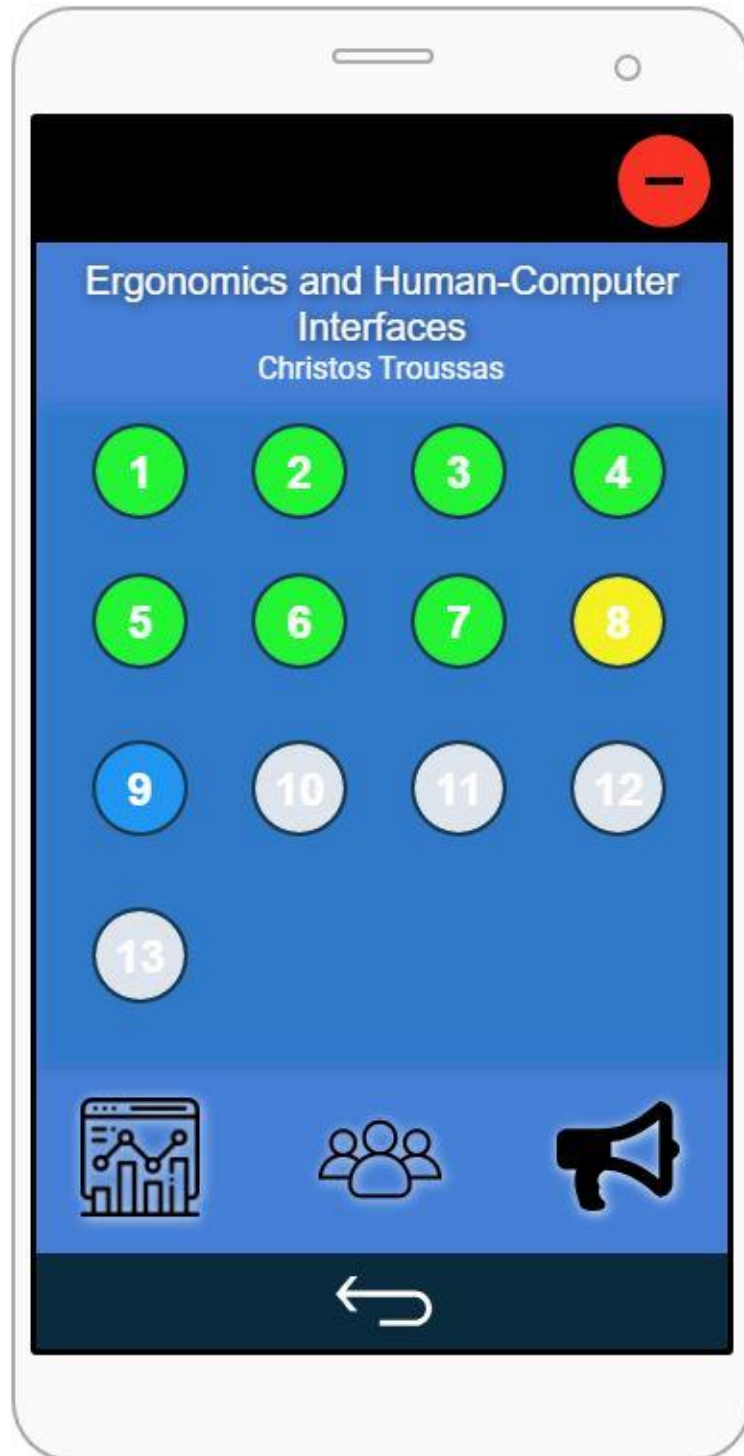 Ergonomics and Human-Computer
Interfaces
Christos Troussas
1 2 3 4
5 6 7 8
9 10 11 12
13